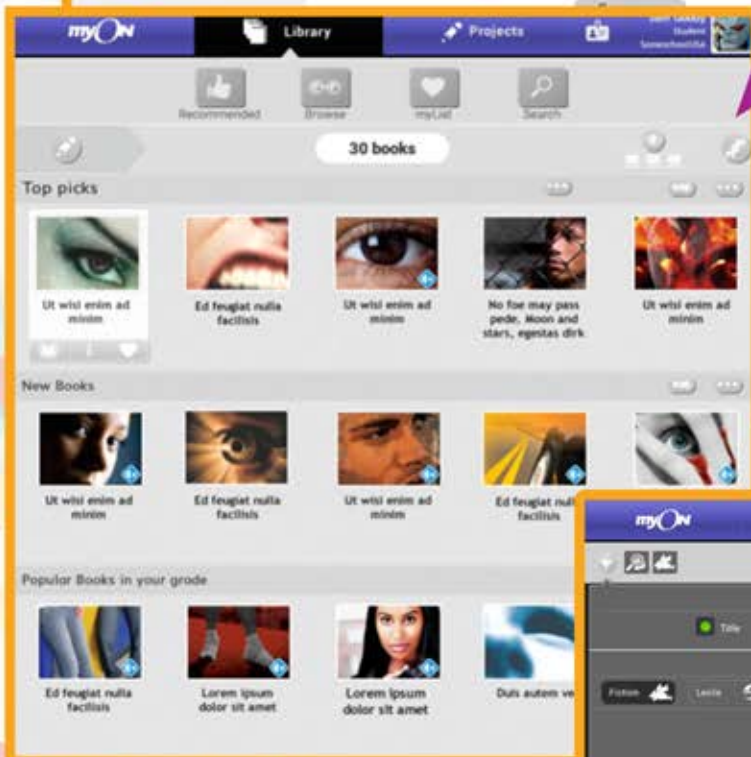 myON
Library
Projects
Student
Recommended
Browse
myList
Search
30 books
Top picks
Ut wisi enim ad
minim
Ed feugiat nulla
facilisis
Ut wisi enim ad
minim
No foe may pass
pede, Moon and
stars, egestas dirk
Ut wisi enim ad
minim
New Books
Ut wisi enim ad
minim
Ed feugiat nulla
facilisis
Ut wisi enim ad
minim
Ed feugiat null
facilisis
Popular Books in your grade
Ed feugiat nulla
facilisis
Lorem ipsum
dolor sit amet
Lorem ipsum
dolor sit amet
Duis autem ve
myON
Title
Fiction